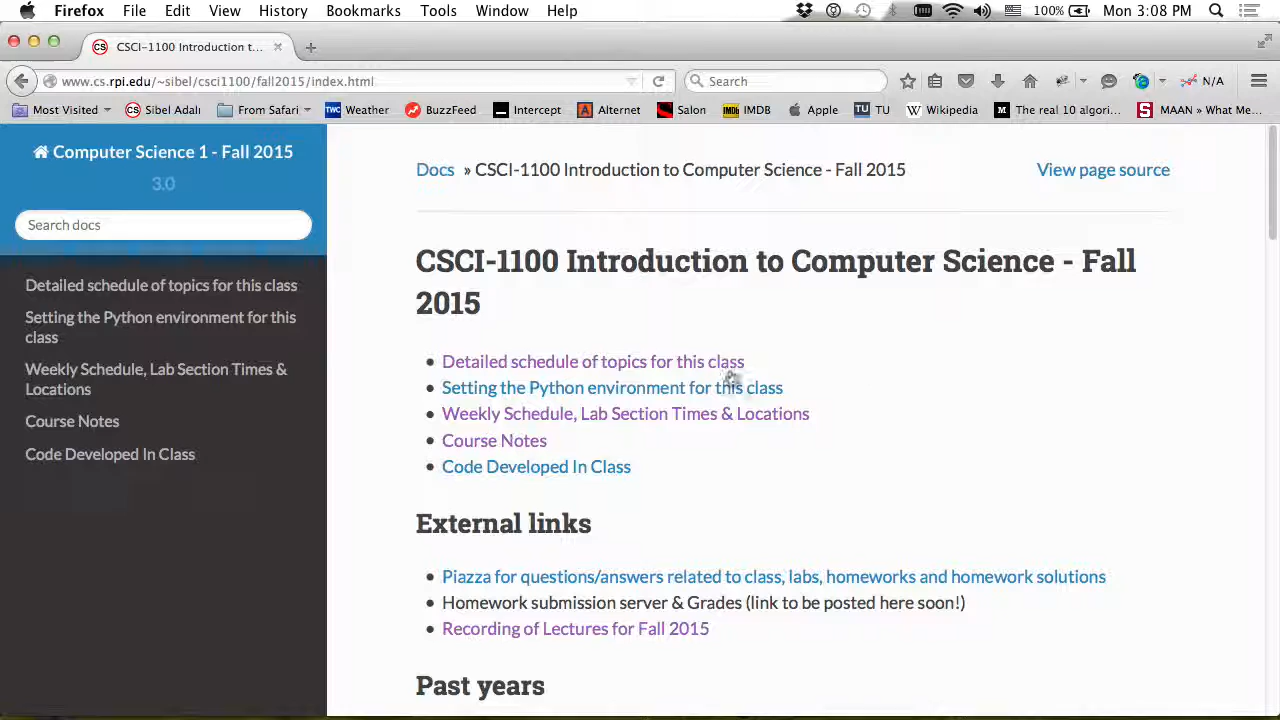 Firefox File Edit View History Bookmarks Tools Window Help 100% Mon 3:08 PM
CS CSCI-1100 Introduction t...
www.cs.rpi.edu/~sibel/csci1100/fall2015/index.html Search N/A
Most Visited CS Sibel Adalı From Safari TWC Weather BuzzFeed Intercept Alternet Salon IMDb IMDB Apple TU TU W Wikipedia M The real 10 algori... S MAAN » What Me...
Computer Science 1 - Fall 2015
3.0
Search docs
Detailed schedule of topics for this class
Setting the Python environment for this
class
Weekly Schedule, Lab Section Times &
Locations
Course Notes
Code Developed In Class
Docs » CSCI-1100 Introduction to Computer Science - Fall 2015 View page source
CSCI-1100 Introduction to Computer Science - Fall
2015
• Detailed schedule of topics for this class
• Setting the Python environment for this class
• Weekly Schedule, Lab Section Times & Locations
• Course Notes
• Code Developed In Class
External links
• Piazza for questions/answers related to class, labs, homeworks and homework solutions
• Homework submission server & Grades (link to be posted here soon!)
• Recording of Lectures for Fall 2015
Past years